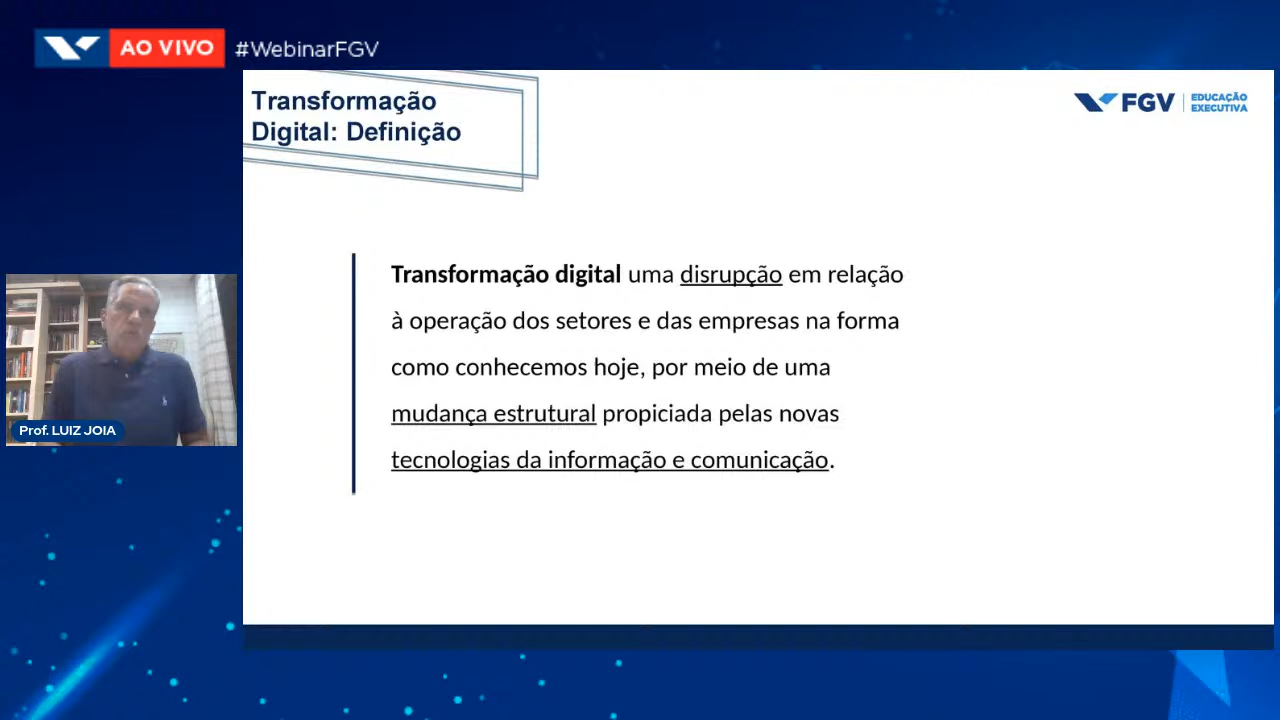 AO VIVO #WebinarFGV
Transformação
Digital: Definição
FGV EDUCAÇÃO
EXECUTIVA
Transformação digital uma disrupção em relação
à operação dos setores e das empresas na forma
como conhecemos hoje, por meio de uma
mudança estrutural propiciada pelas novas
tecnologias da informação e comunicação.
Prof. LUIZ JOIA